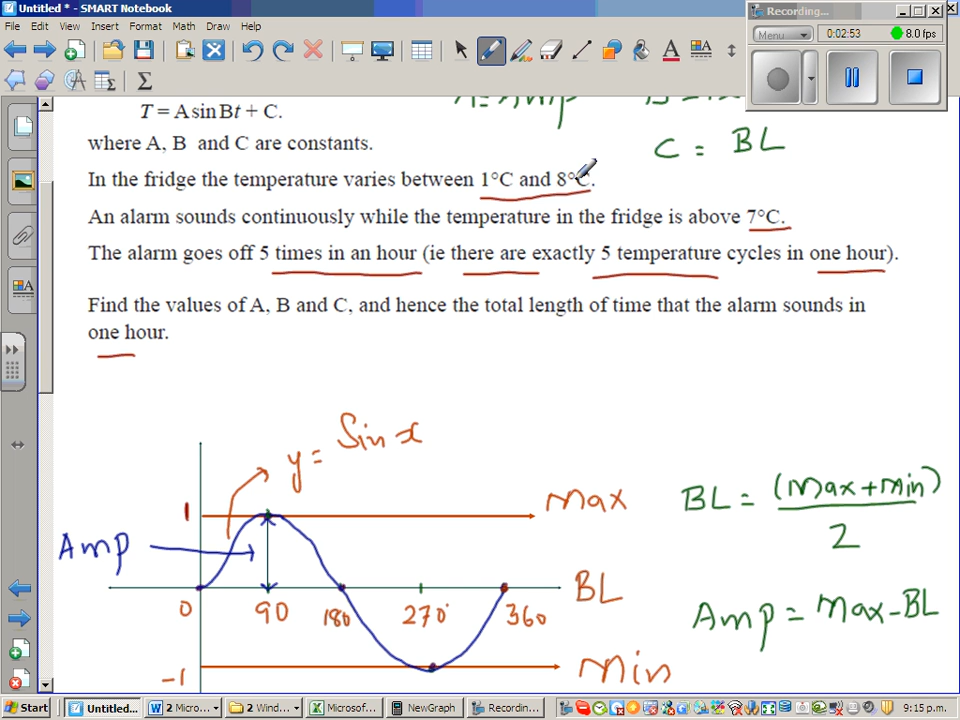 Untitled * - SMART Notebook
File Edit View Insert Format Math Draw Window Help
Recording...
Menu
0:02:53
8.0 fps
T = A sin Bt + C.
where A, B and C are constants.
C = BL
In the fridge the temperature varies between 1°C and 8°C.
An alarm sounds continuously while the temperature in the fridge is above 7°C.
The alarm goes off 5 times in an hour (ie there are exactly 5 temperature cycles in one hour).
Find the values of A, B and C, and hence the total length of time that the alarm sounds in
one hour.
y = Sin x
1
Max
BL = (Max+Min)
2
Amp
BL
0 90 180 270 360
Amp = Max - BL
-1
Min
Start
Untitled...
2 Micro...
2 Wind...
Microsof...
NewGraph
Recording...
9:15 p.m.